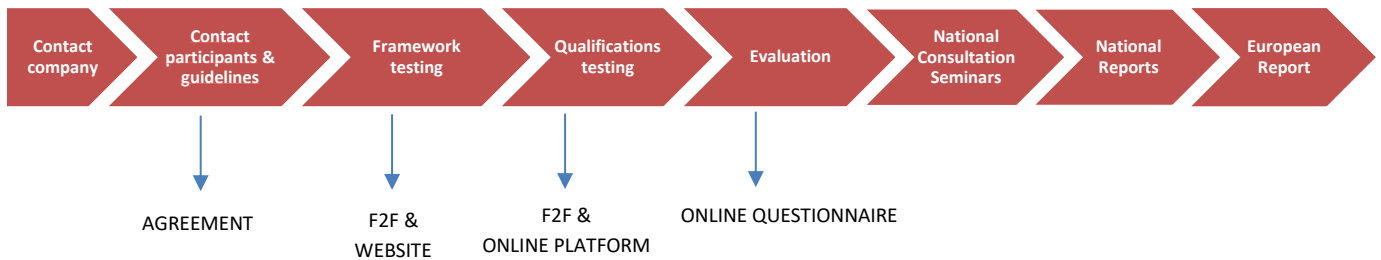 Contact
company
Contact
participants &
guidelines
Framework
testing
Qualifications
testing
Evaluation
National
Consultation
Seminars
National
Reports
European
Report
AGREEMENT
F2F &
WEBSITE
F2F &
ONLINE PLATFORM
ONLINE QUESTIONNAIRE